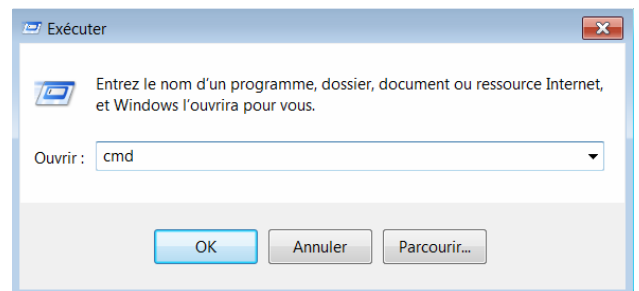 Exécuter
Entrez le nom d'un programme, dossier, document ou ressource Internet,
et Windows l'ouvrira pour vous.
Ouvrir : cmd
OK Annuler Parcourir...